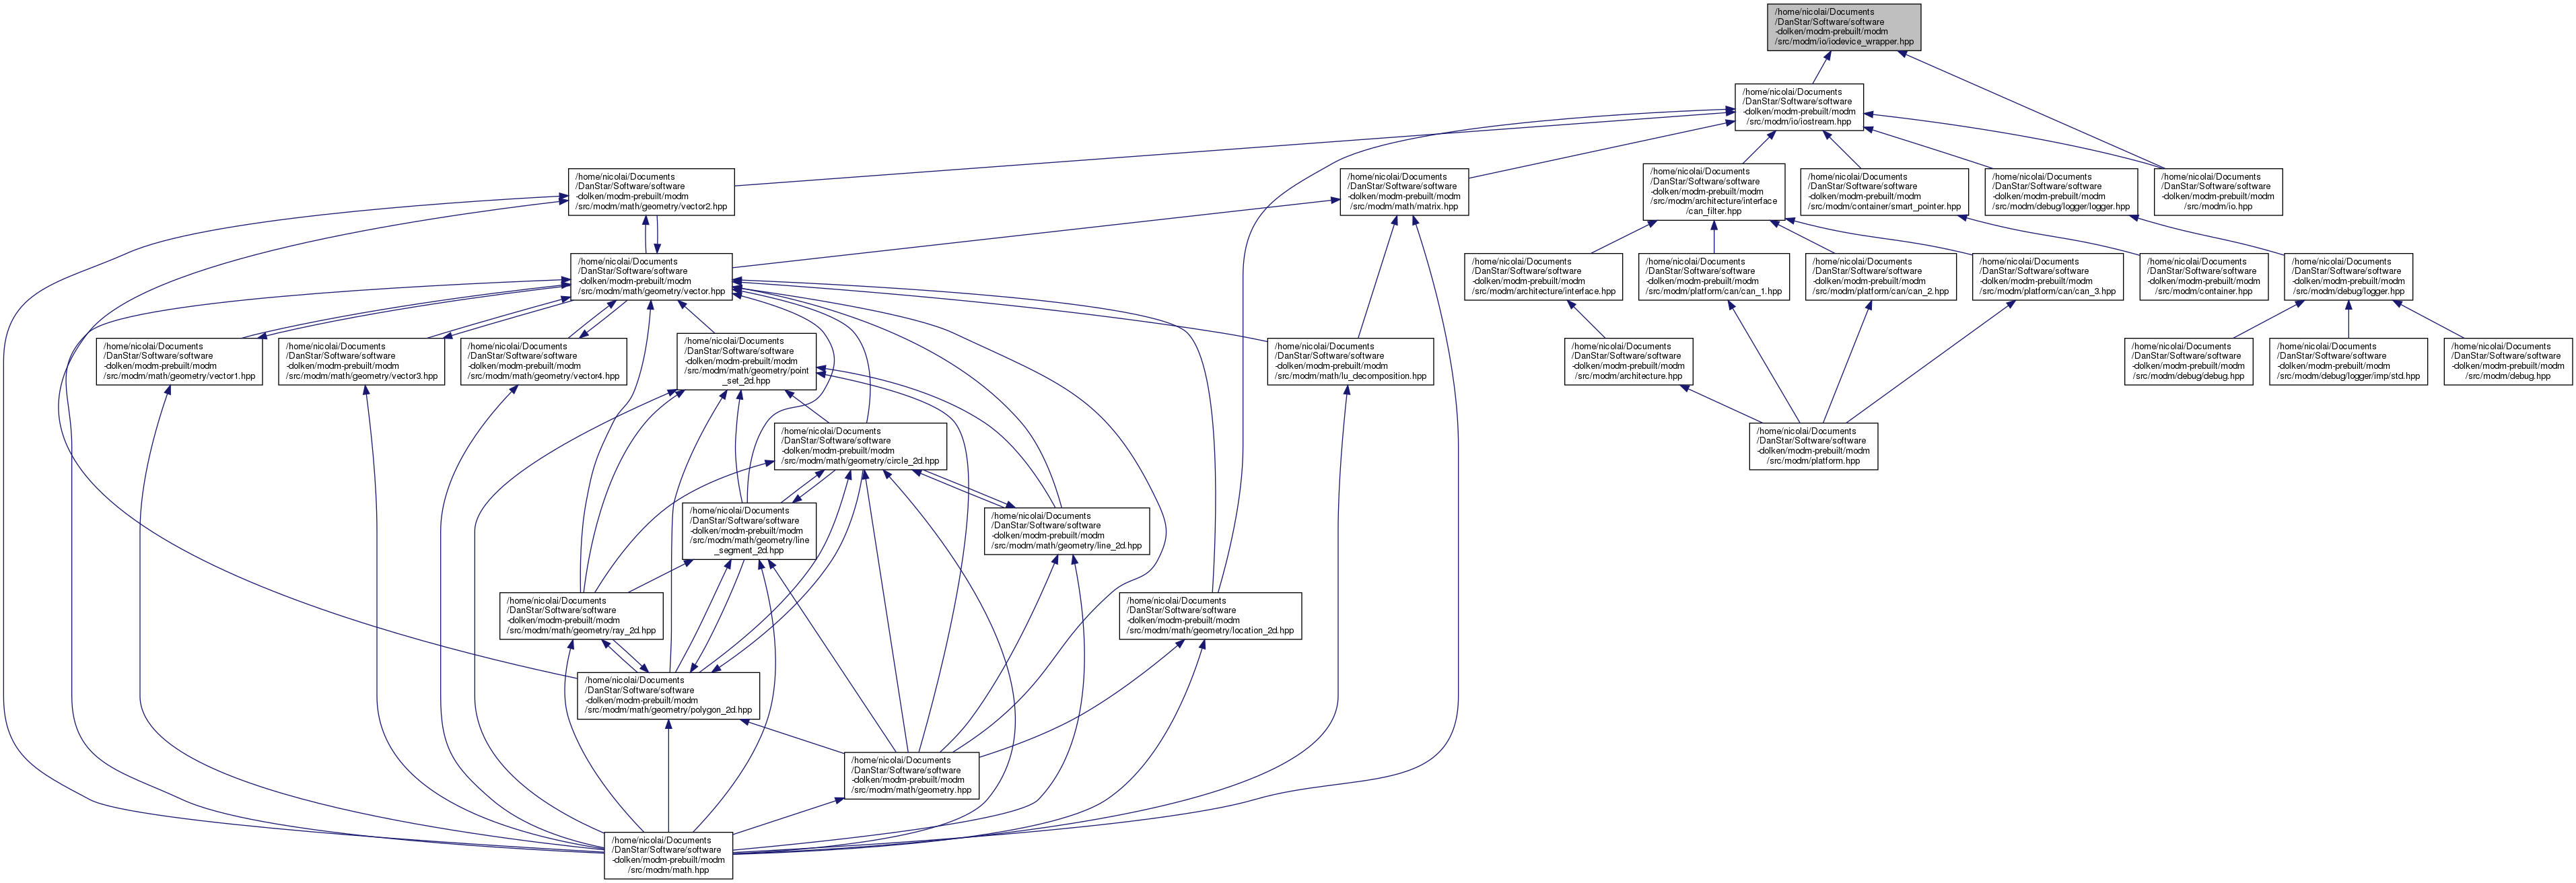 /home/nicolai/Documents
/DanStar/Software/software
-dolken/modm-prebuilt/modm
/src/modm/io/iodevice_wrapper.hpp
/home/nicolai/Documents
/DanStar/Software/software
-dolken/modm-prebuilt/modm
/src/modm/io/iostream.hpp
/home/nicolai/Documents
/DanStar/Software/software
-dolken/modm-prebuilt/modm
/src/modm/math/geometry/vector2.hpp
/home/nicolai/Documents
/DanStar/Software/software
-dolken/modm-prebuilt/modm
/src/modm/math/matrix.hpp
/home/nicolai/Documents
/DanStar/Software/software
-dolken/modm-prebuilt/modm
/src/modm/architecture/interface
/can_filter.hpp
/home/nicolai/Documents
/DanStar/Software/software
-dolken/modm-prebuilt/modm
/src/modm/container/smart_pointer.hpp
/home/nicolai/Documents
/DanStar/Software/software
-dolken/modm-prebuilt/modm
/src/modm/debug/logger/logger.hpp
/home/nicolai/Documents
/DanStar/Software/software
-dolken/modm-prebuilt/modm
/src/modm/io.hpp
/home/nicolai/Documents
/DanStar/Software/software
-dolken/modm-prebuilt/modm
/src/modm/math/geometry/vector.hpp
/home/nicolai/Documents
/DanStar/Software/software
-dolken/modm-prebuilt/modm
/src/modm/architecture/interface.hpp
/home/nicolai/Documents
/DanStar/Software/software
-dolken/modm-prebuilt/modm
/src/modm/platform/can/can_1.hpp
/home/nicolai/Documents
/DanStar/Software/software
-dolken/modm-prebuilt/modm
/src/modm/platform/can/can_2.hpp
/home/nicolai/Documents
/DanStar/Software/software
-dolken/modm-prebuilt/modm
/src/modm/platform/can/can_3.hpp
/home/nicolai/Documents
/DanStar/Software/software
-dolken/modm-prebuilt/modm
/src/modm/container.hpp
/home/nicolai/Documents
/DanStar/Software/software
-dolken/modm-prebuilt/modm
/src/modm/debug/logger.hpp
/home/nicolai/Documents
/DanStar/Software/software
-dolken/modm-prebuilt/modm
/src/modm/math/geometry/vector1.hpp
/home/nicolai/Documents
/DanStar/Software/software
-dolken/modm-prebuilt/modm
/src/modm/math/geometry/vector3.hpp
/home/nicolai/Documents
/DanStar/Software/software
-dolken/modm-prebuilt/modm
/src/modm/math/geometry/vector4.hpp
/home/nicolai/Documents
/DanStar/Software/software
-dolken/modm-prebuilt/modm
/src/modm/math/geometry/point
_set_2d.hpp
/home/nicolai/Documents
/DanStar/Software/software
-dolken/modm-prebuilt/modm
/src/modm/math/lu_decomposition.hpp
/home/nicolai/Documents
/DanStar/Software/software
-dolken/modm-prebuilt/modm
/src/modm/architecture.hpp
/home/nicolai/Documents
/DanStar/Software/software
-dolken/modm-prebuilt/modm
/src/modm/debug/debug.hpp
/home/nicolai/Documents
/DanStar/Software/software
-dolken/modm-prebuilt/modm
/src/modm/debug/logger/imp/std.hpp
/home/nicolai/Documents
/DanStar/Software/software
-dolken/modm-prebuilt/modm
/src/modm/debug.hpp
/home/nicolai/Documents
/DanStar/Software/software
-dolken/modm-prebuilt/modm
/src/modm/math/geometry/circle_2d.hpp
/home/nicolai/Documents
/DanStar/Software/software
-dolken/modm-prebuilt/modm
/src/modm/platform.hpp
/home/nicolai/Documents
/DanStar/Software/software
-dolken/modm-prebuilt/modm
/src/modm/math/geometry/line
_segment_2d.hpp
/home/nicolai/Documents
/DanStar/Software/software
-dolken/modm-prebuilt/modm
/src/modm/math/geometry/line_2d.hpp
/home/nicolai/Documents
/DanStar/Software/software
-dolken/modm-prebuilt/modm
/src/modm/math/geometry/ray_2d.hpp
/home/nicolai/Documents
/DanStar/Software/software
-dolken/modm-prebuilt/modm
/src/modm/math/geometry/location_2d.hpp
/home/nicolai/Documents
/DanStar/Software/software
-dolken/modm-prebuilt/modm
/src/modm/math/geometry/polygon_2d.hpp
/home/nicolai/Documents
/DanStar/Software/software
-dolken/modm-prebuilt/modm
/src/modm/math/geometry.hpp
/home/nicolai/Documents
/DanStar/Software/software
-dolken/modm-prebuilt/modm
/src/modm/math.hpp